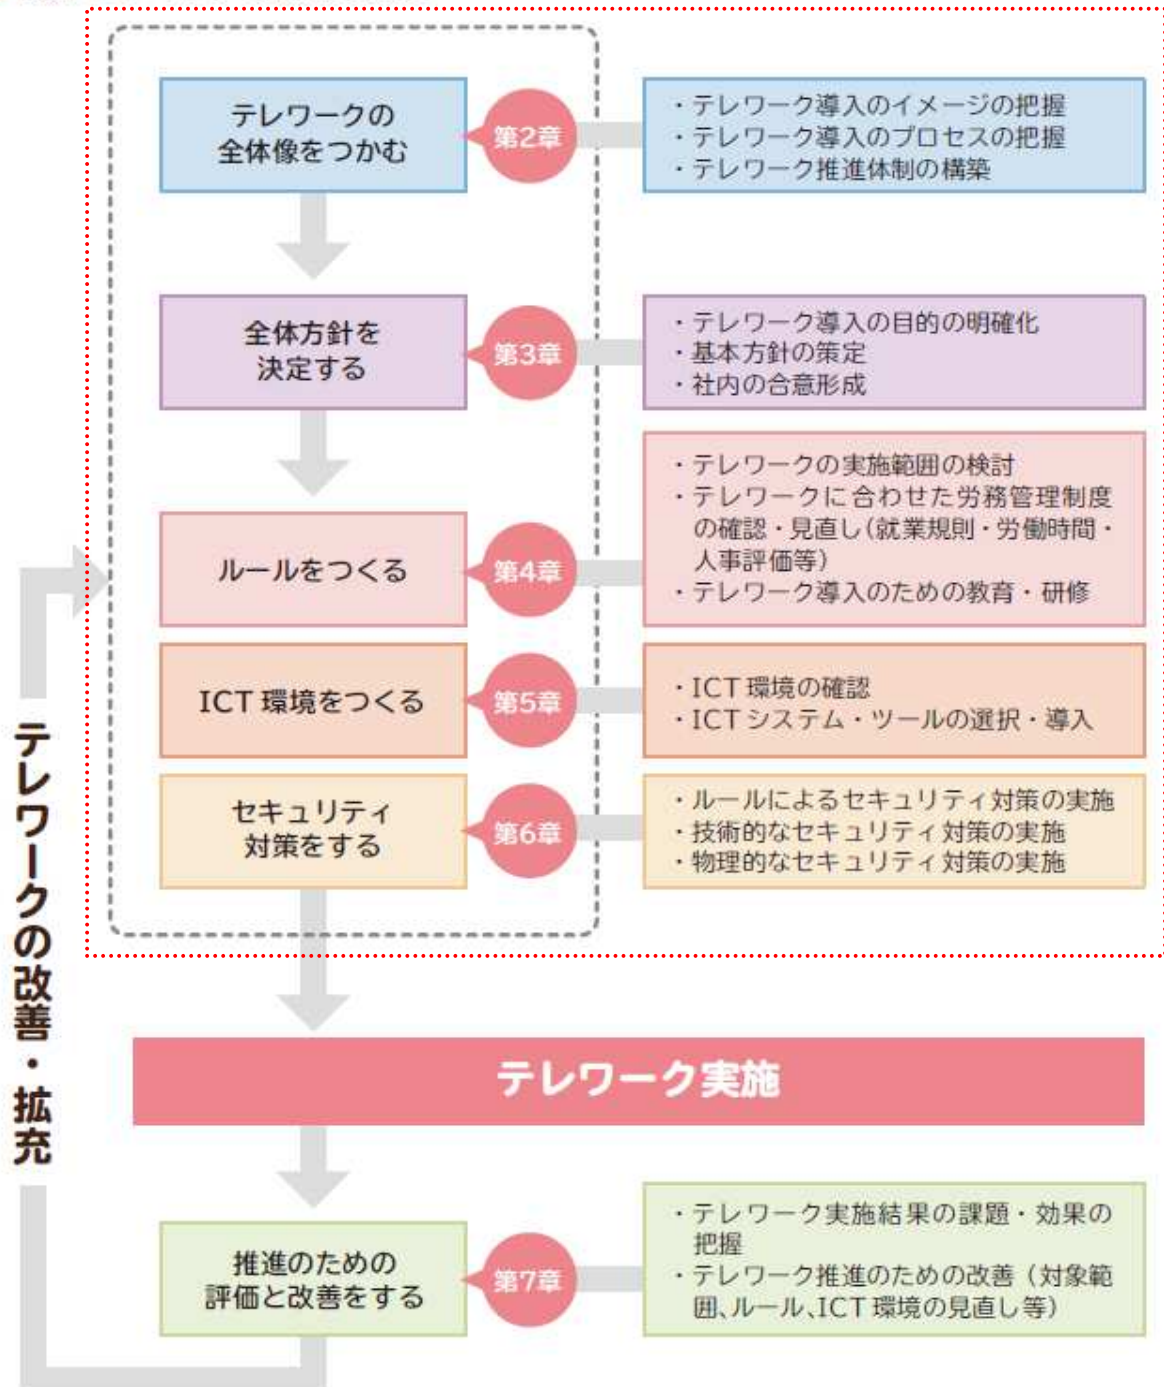 テレワークの
全体像をつかむ
第2章
・テレワーク導入のイメージの把握
・テレワーク導入のプロセスの把握
・テレワーク推進体制の構築
全体方針を
決定する
第3章
・テレワーク導入の目的の明確化
・基本方針の策定
・社内の合意形成
ルールをつくる
第4章
・テレワークの実施範囲の検討
・テレワークに合わせた労務管理制度
の確認・見直し(就業規則・労働時間・
人事評価等)
・テレワーク導入のための教育・研修
ICT 環境をつくる
第5章
・ICT 環境の確認
・ICT システム・ツールの選択・導入
セキュリティ
対策をする
第6章
・ルールによるセキュリティ対策の実施
・技術的なセキュリティ対策の実施
・物理的なセキュリティ対策の実施
テレワークの改善・拡充
テレワーク実施
推進のための
評価と改善をする
第7章
・テレワーク実施結果の課題・効果の
把握
・テレワーク推進のための改善(対象範
囲、ルール、ICT 環境の見直し等)